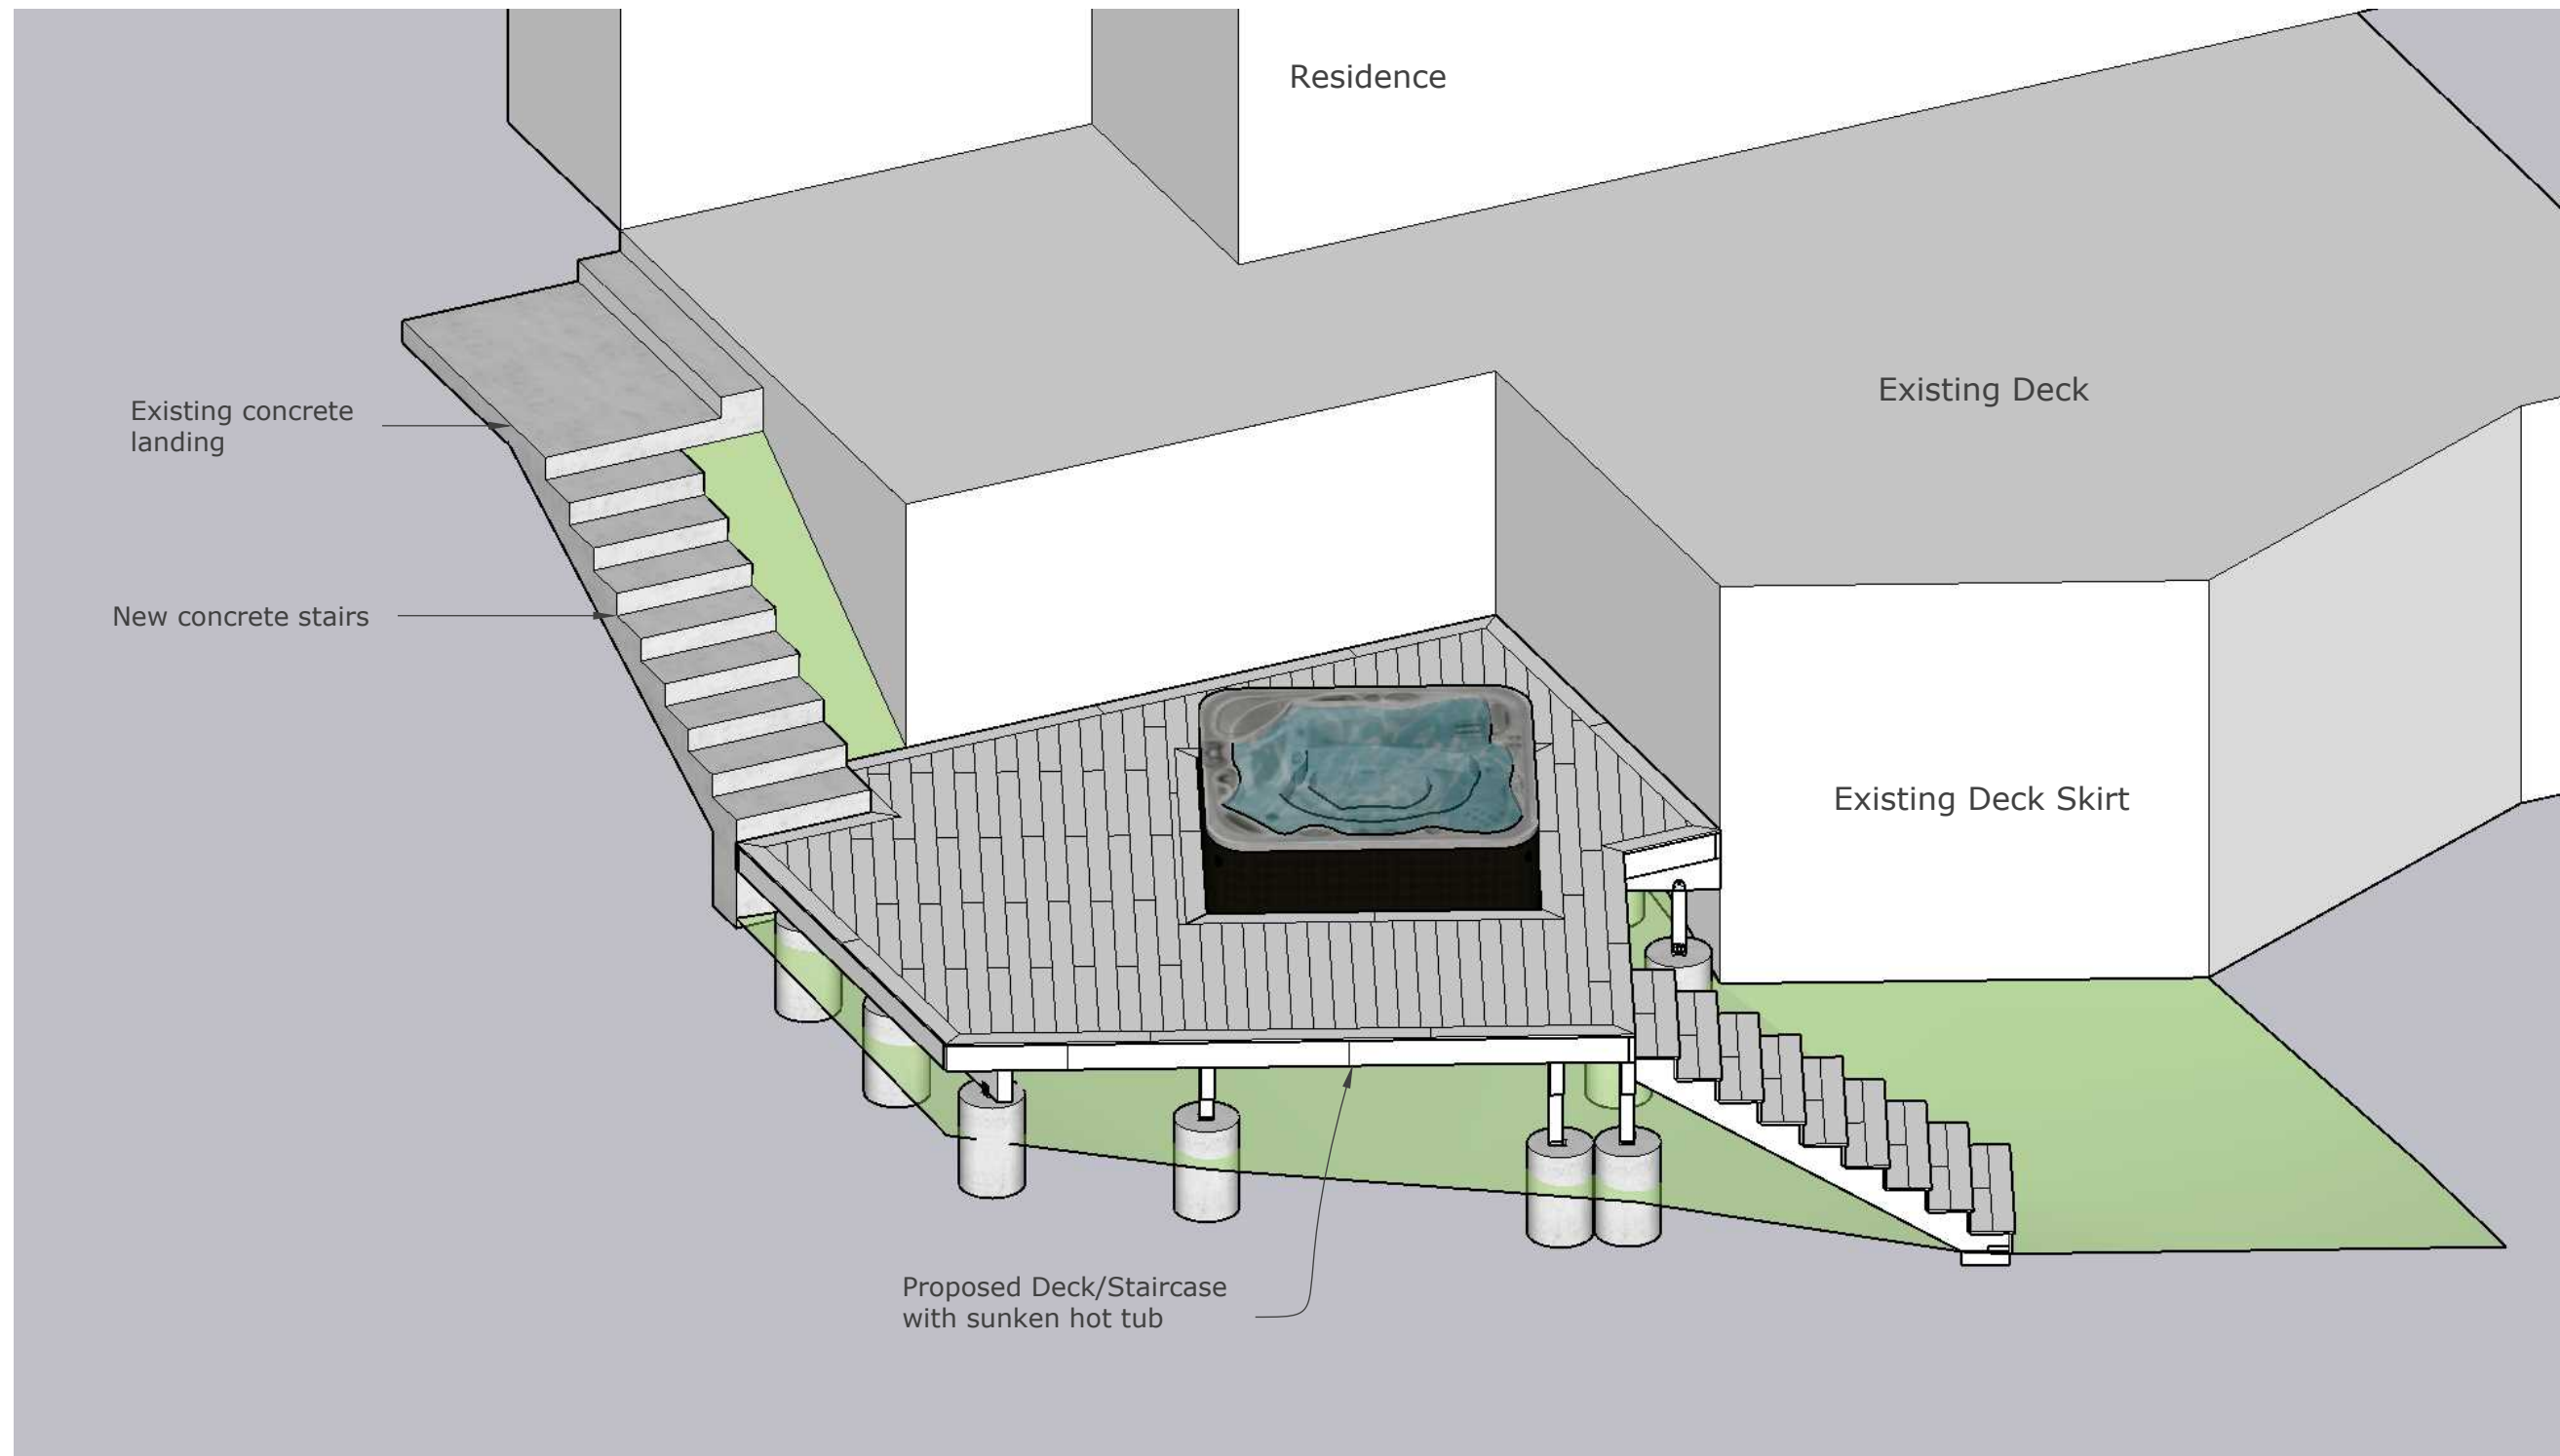 Residence
Existing Deck
Existing concrete
landing
New concrete stairs
Existing Deck Skirt
Proposed Deck/Staircase
with sunken hot tub